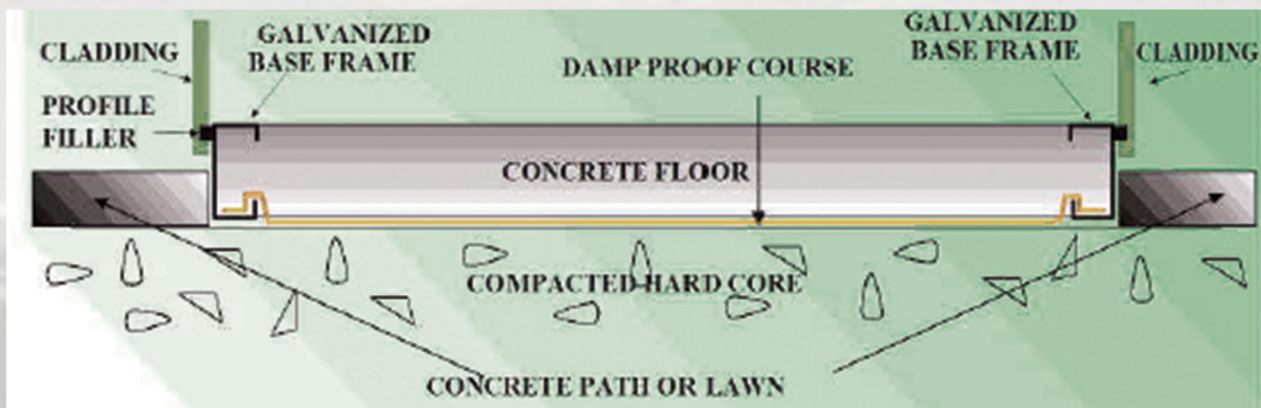 GALVANIZED
BASE FRAME
GALVANIZED
BASE FRAME
CLADDING
DAMP PROOF COURSE
CLADDING
PROFILE
FILLER
CONCRETE FLOOR
COMPACTED HARD CORE
CONCRETE PATH OR LAWN